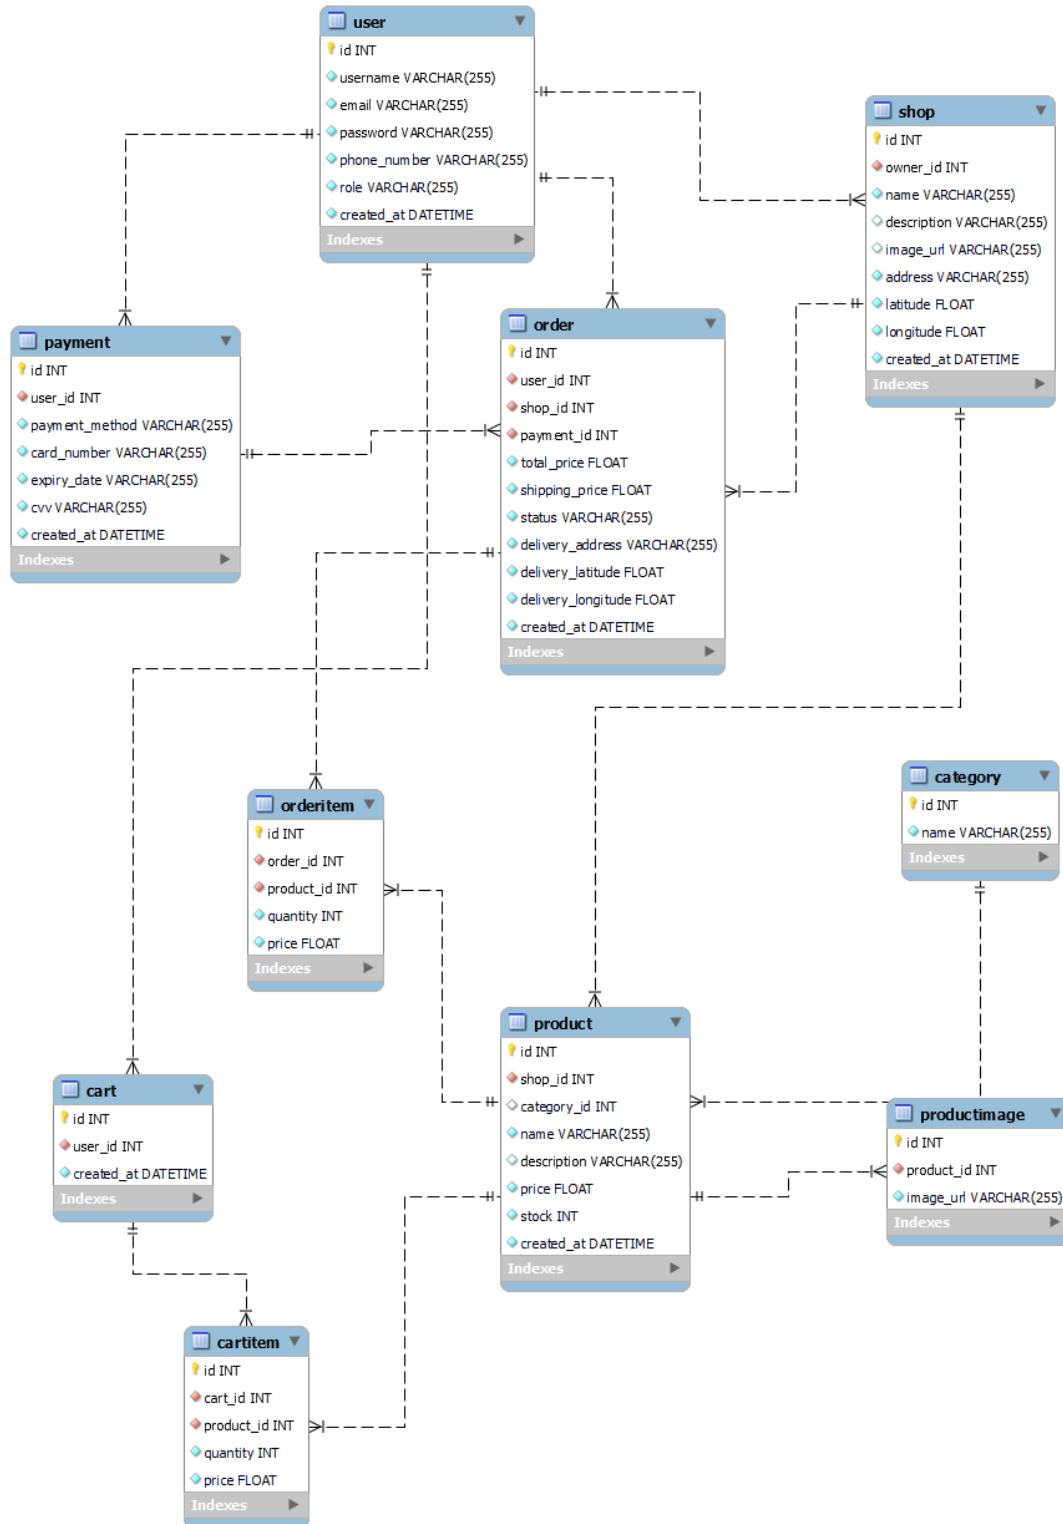 user
id INT
username VARCHAR(255)
email VARCHAR(255)
password VARCHAR(255)
phone_number VARCHAR(255)
role VARCHAR(255)
created_at DATETIME
Indexes
shop
id INT
owner_id INT
name VARCHAR(255)
description VARCHAR(255)
image_url VARCHAR(255)
address VARCHAR(255)
latitude FLOAT
longitude FLOAT
created_at DATETIME
Indexes
payment
id INT
user_id INT
payment_method VARCHAR(255)
card_number VARCHAR(255)
expiry_date VARCHAR(255)
cvv VARCHAR(255)
created_at DATETIME
Indexes
order
id INT
user_id INT
shop_id INT
payment_id INT
total_price FLOAT
shipping_price FLOAT
status VARCHAR(255)
delivery_address VARCHAR(255)
delivery_latitude FLOAT
delivery_longitude FLOAT
created_at DATETIME
Indexes
category
id INT
name VARCHAR(255)
Indexes
orderitem
id INT
order_id INT
product_id INT
quantity INT
price FLOAT
Indexes
product
id INT
shop_id INT
category_id INT
name VARCHAR(255)
description VARCHAR(255)
price FLOAT
stock INT
created_at DATETIME
Indexes
productimage
id INT
product_id INT
image_url VARCHAR(255)
Indexes
cart
id INT
user_id INT
created_at DATETIME
Indexes
cartitem
id INT
cart_id INT
product_id INT
quantity INT
price FLOAT
Indexes